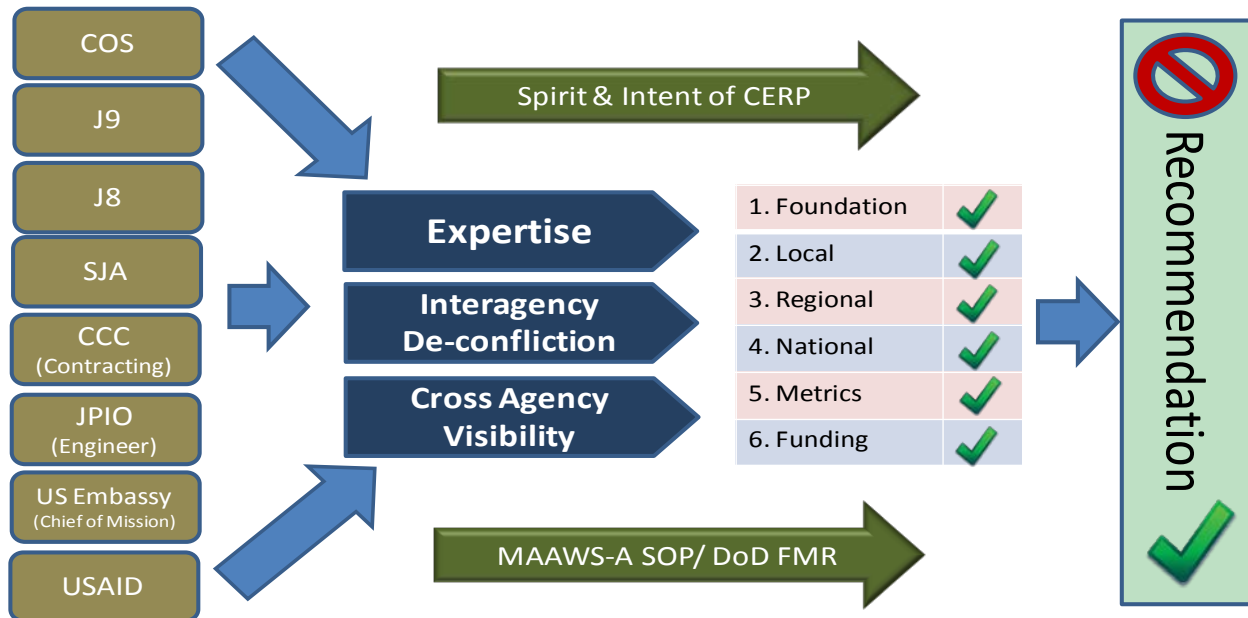 COS
J9
J8
SJA
CCC
(Contracting)
JPIO
(Engineer)
US Embassy
(Chief of Mission)
USAID
Spirit & Intent of CERP
Expertise
Interagency
De-confliction
Cross Agency
Visibility
1. Foundation
2. Local
3. Regional
4. National
5. Metrics
6. Funding
MAAWS-A SOP/ DoD FMR
Recommendation